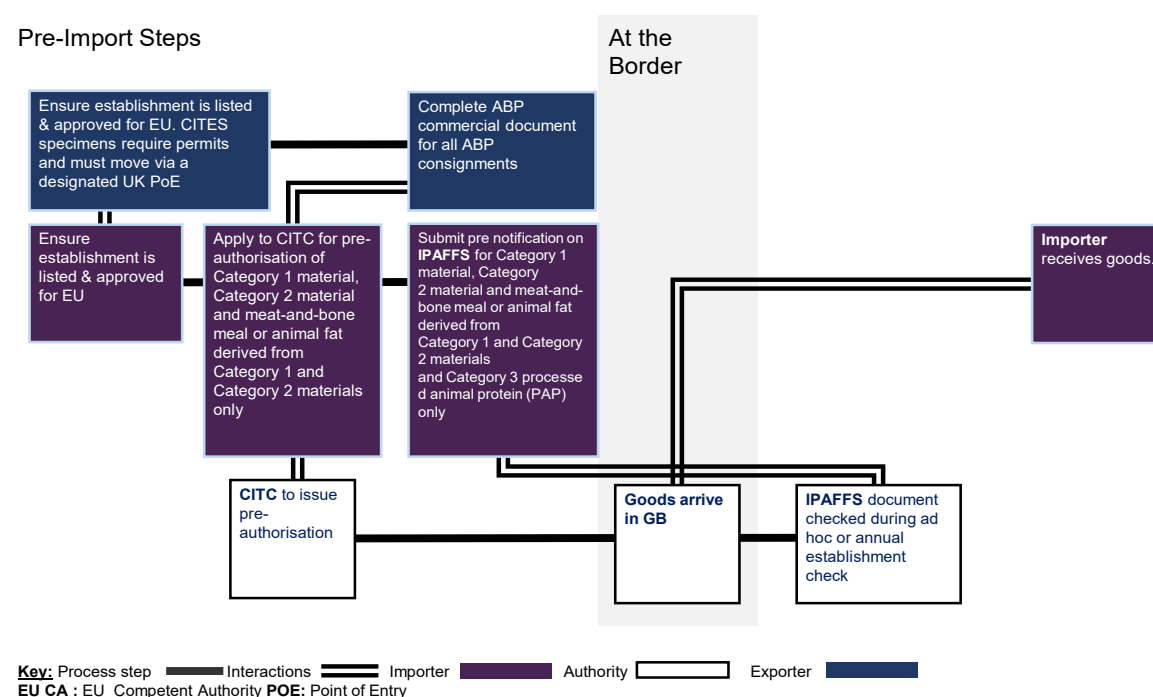 Pre-Import Steps
At the
Border
Ensure establishment is listed
& approved for EU. CITES
specimens require permits
and must move via a
designated UK PoE
Complete ABP
commercial document
for all ABP
consignments
Ensure
establishment is
listed & approved
for EU
Apply to CITC for pre-
authorisation of
Category 1 material,
Category 2 material
and meat-and-bone
meal or animal fat
derived from
Category 1 and
Category 2 materials
only
Submit pre notification on
IPAFFS for Category 1
material, Category
2 material and meat-and-
bone meal or animal fat
derived from
Category 1 and Category
2 materials
and Category 3 processe
d animal protein (PAP)
only
Importer
receives goods.
CITC to issue
pre-
authorisation
Goods arrive
in GB
IPAFFS document
checked during ad
hoc or annual
establishment
check
Key: Process step Interactions Importer Authority Exporter
EU CA : EU Competent Authority POE: Point of Entry